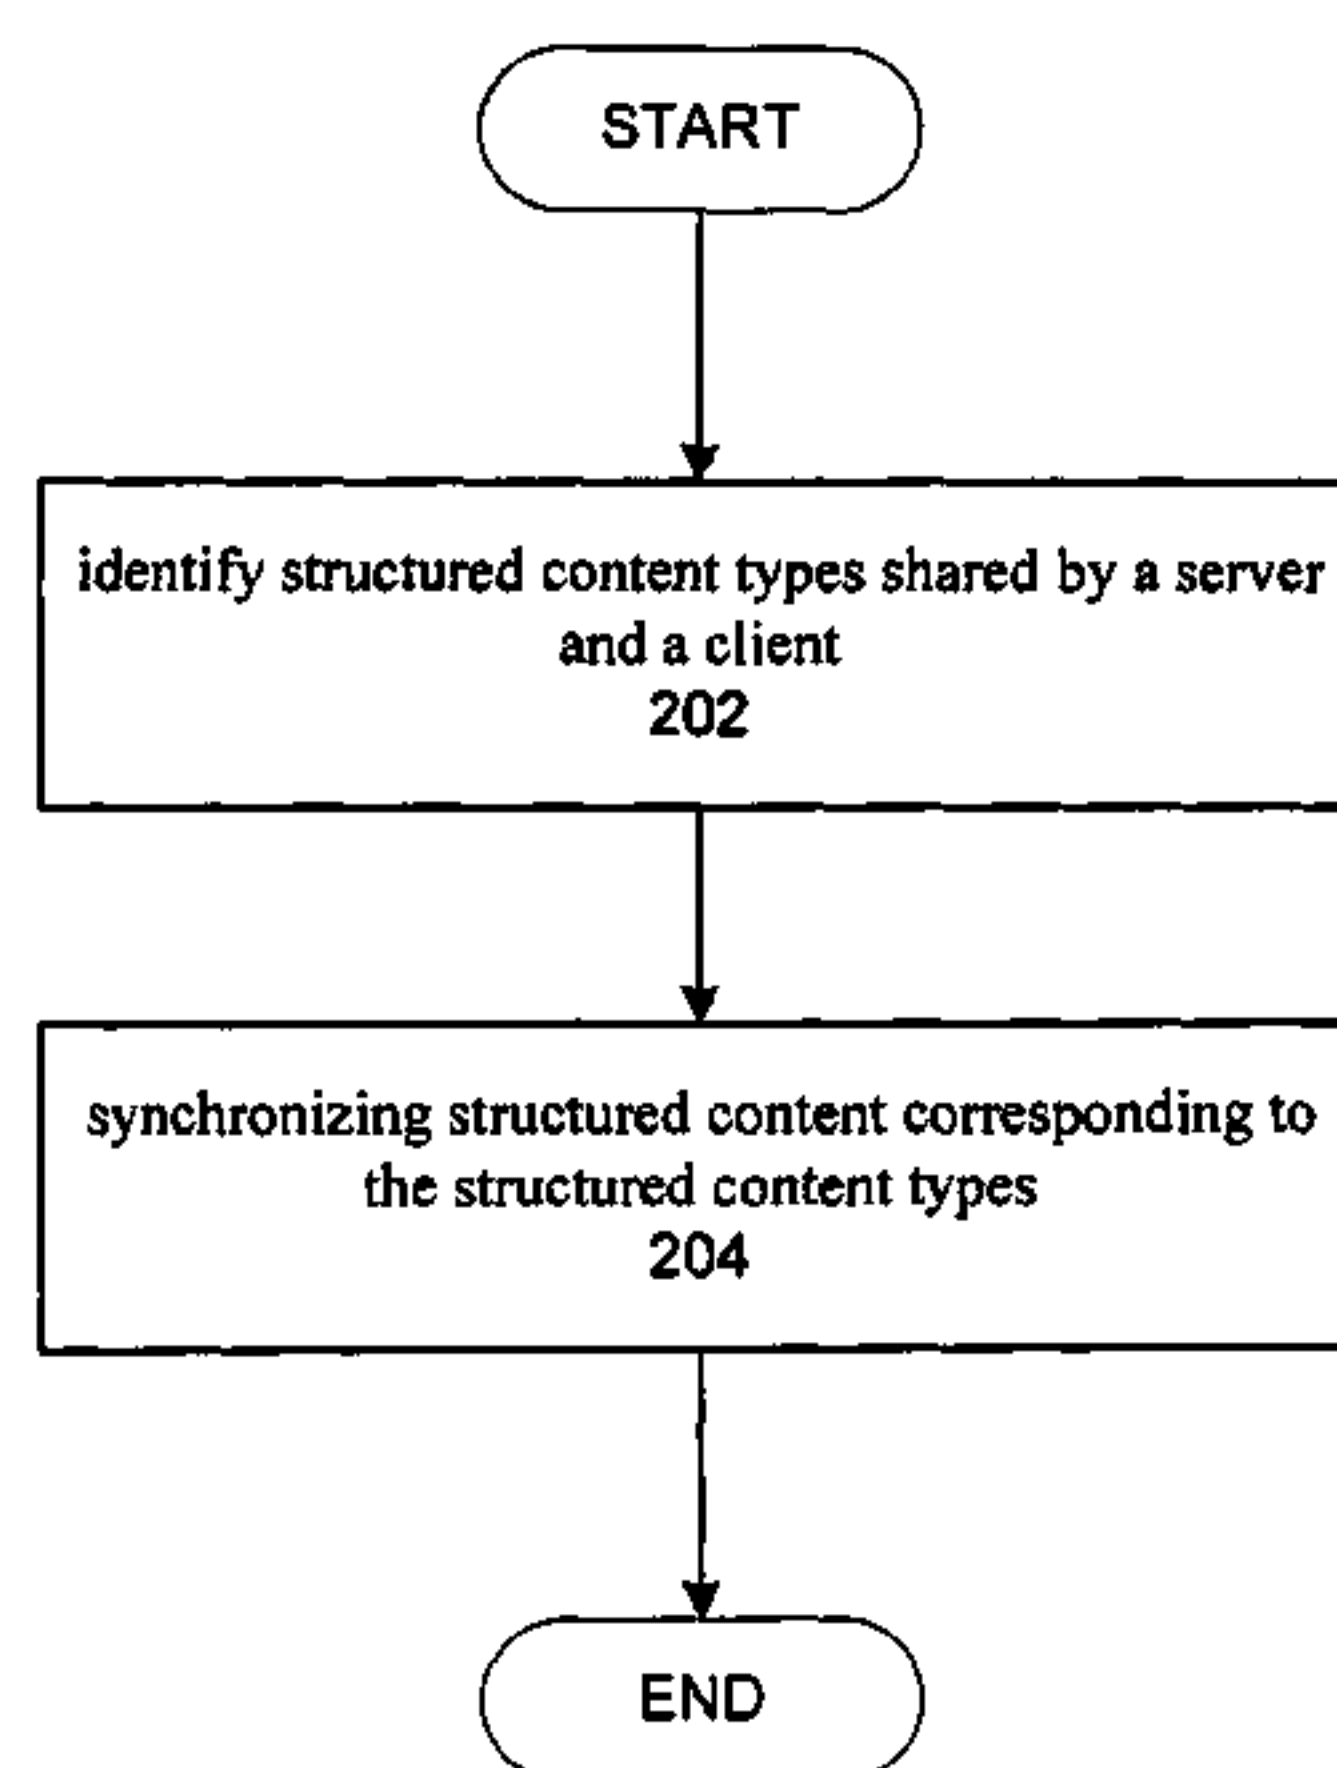 START
identify structured content types shared by a server
and a client
202
synchronizing structured content corresponding to
the structured content types
204
END